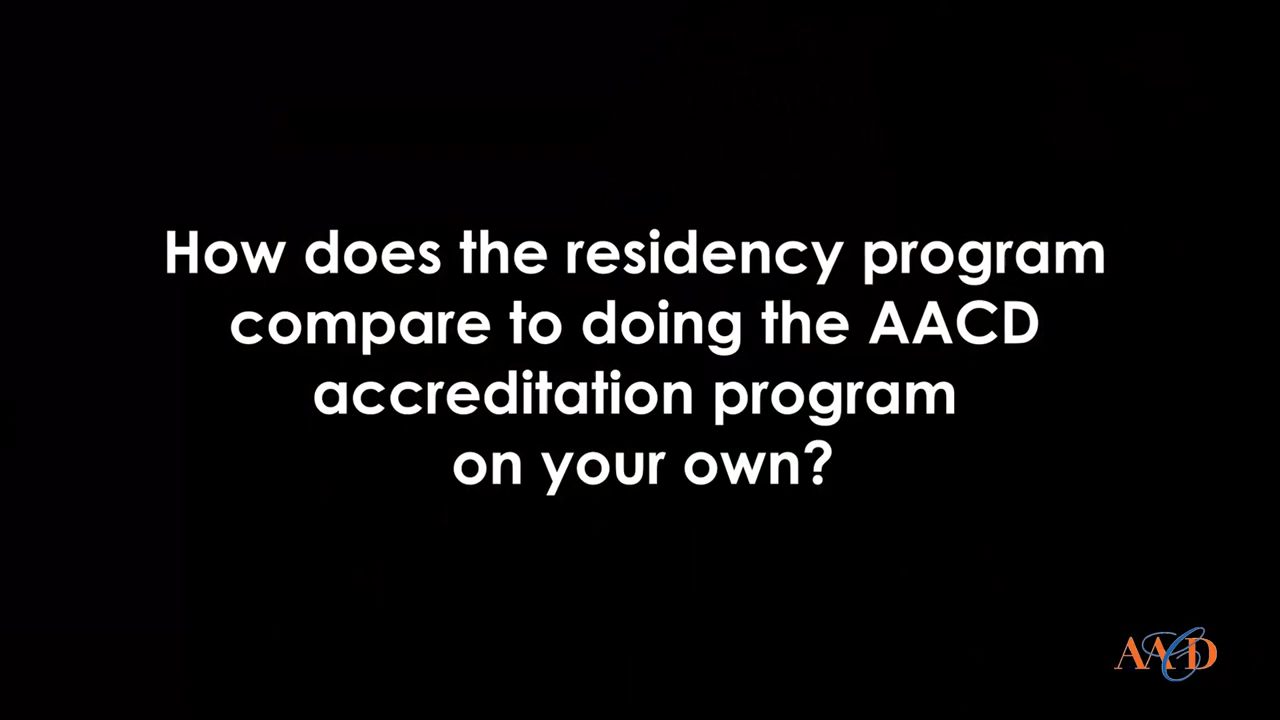 How does the residency program
compare to doing the AACD
accreditation program
on your own?
AACD